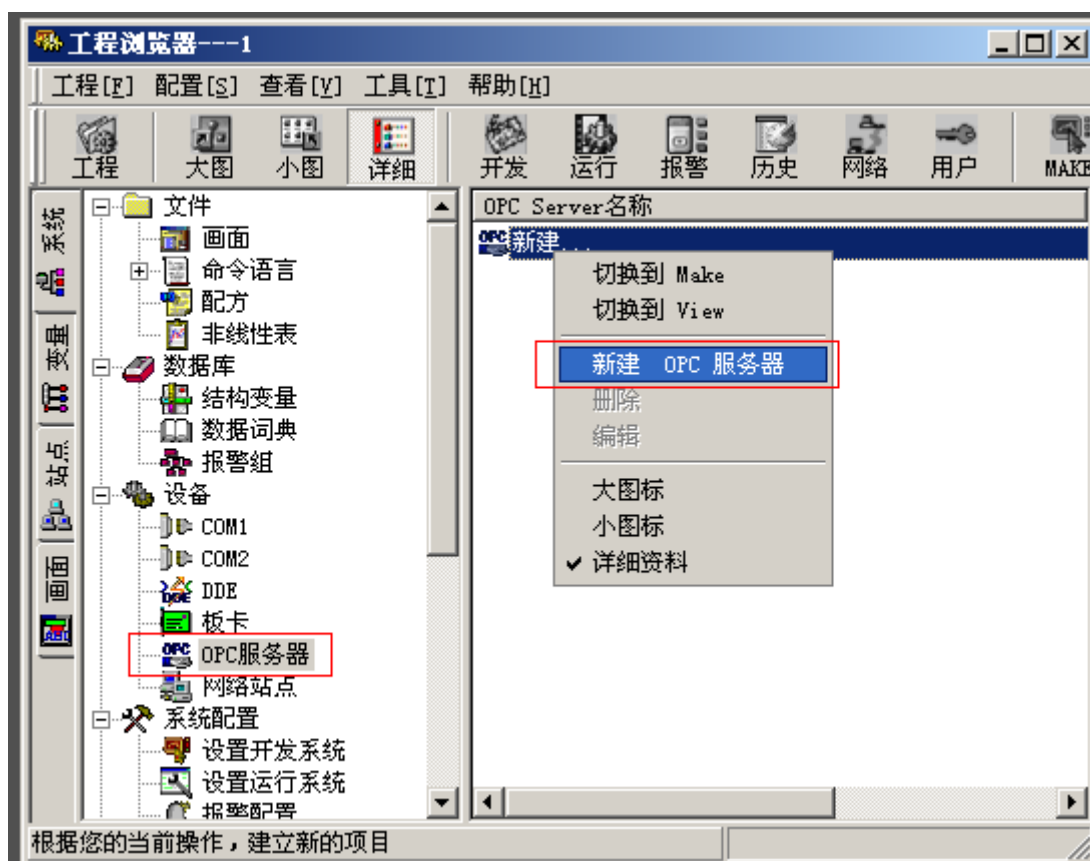 工程浏览器---1
工程[F] 配置[S] 查看[V] 工具[T] 帮助[H]
工程 大图 小图 详细 开发 运行 报警 历史 网络 用户 MAKE
系统
变量
站点
画面
文件
画面
命令语言
配方
非线性表
数据库
结构变量
数据词典
报警组
设备
COM1
COM2
DDE
板卡
OPC服务器
网络站点
系统配置
设置开发系统
设置运行系统
报警配置
OPC Server名称
新建...
切换到 Make
切换到 View
新建 OPC 服务器
删除
编辑
大图标
小图标
详细资料
根据您的当前操作，建立新的项目